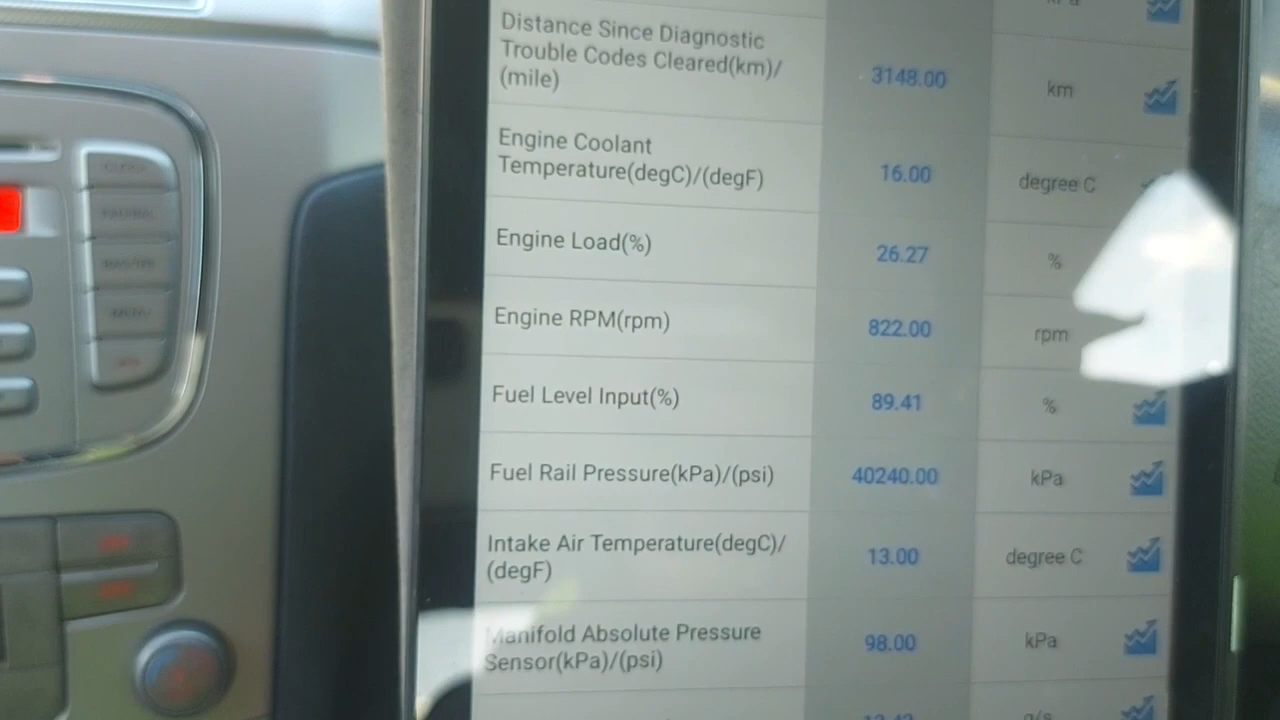 Distance Since Diagnostic
Trouble Codes Cleared(km)/
(mile)
3148.00
km
Engine Coolant
Temperature(degC)/(degF)
16.00
degree C
Engine Load(%)
26.27
%
Engine RPM(rpm)
822.00
rpm
Fuel Level Input(%)
89.41
%
Fuel Rail Pressure(kPa)/(psi)
40240.00
kPa
Intake Air Temperature(degC)/
(degF)
13.00
degree C
Manifold Absolute Pressure
Sensor(kPa)/(psi)
98.00
kPa